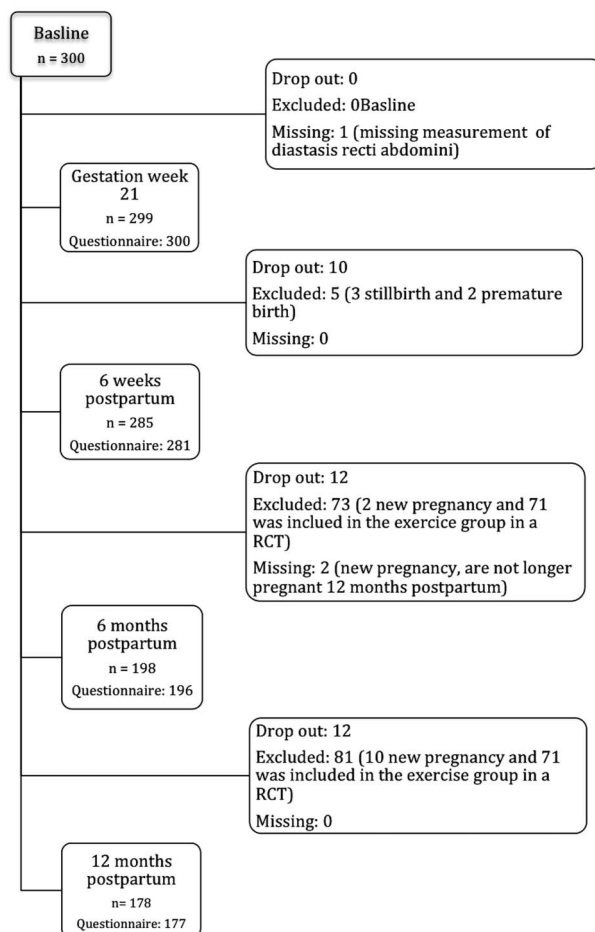 Basline
n = 300
Drop out: 0
Excluded: 0Basline
Missing: 1 (missing measurement of
diastasis recti abdomini)
Gestation week
21
n = 299
Questionnaire: 300
Drop out: 10
Excluded: 5 (3 stillbirth and 2 premature
birth)
Missing: 0
6 weeks
postpartum
n = 285
Questionnaire: 281
Drop out: 12
Excluded: 73 (2 new pregnancy and 71
was inclued in the exercice group in a
RCT)
Missing: 2 (new pregnancy, are not longer
pregnant 12 months postpartum)
6 months
postpartum
n = 198
Questionnaire: 196
Drop out: 12
Excluded: 81 (10 new pregnancy and 71
was included in the exercise group in a
RCT)
Missing: 0
12 months
postpartum
n= 178
Questionnaire: 177